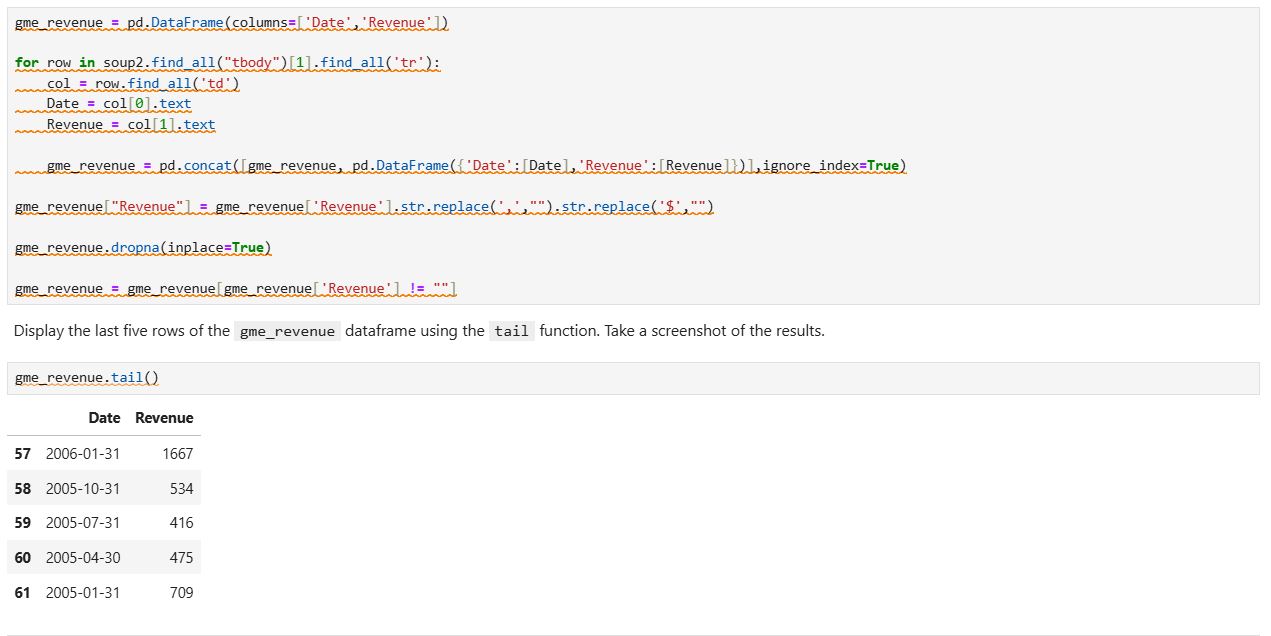 gme_revenue = pd.DataFrame(columns=['Date','Revenue'])
for row in soup2.find_all("tbody")[1].find_all('tr'):
    col = row.find_all('td')
    Date = col[0].text
    Revenue = col[1].text
    gme_revenue = pd.concat([gme_revenue, pd.DataFrame({'Date':[Date],'Revenue':[Revenue]})],ignore_index=True)
gme_revenue["Revenue"] = gme_revenue['Revenue'].str.replace(',',"").str.replace('$',"")
gme_revenue.dropna(inplace=True)
gme_revenue = gme_revenue[gme_revenue['Revenue'] != ""]
Display the last five rows of the gme_revenue dataframe using the tail function. Take a screenshot of the results.
gme_revenue.tail()
Date Revenue
57 2006-01-31 1667
58 2005-10-31 534
59 2005-07-31 416
60 2005-04-30 475
61 2005-01-31 709